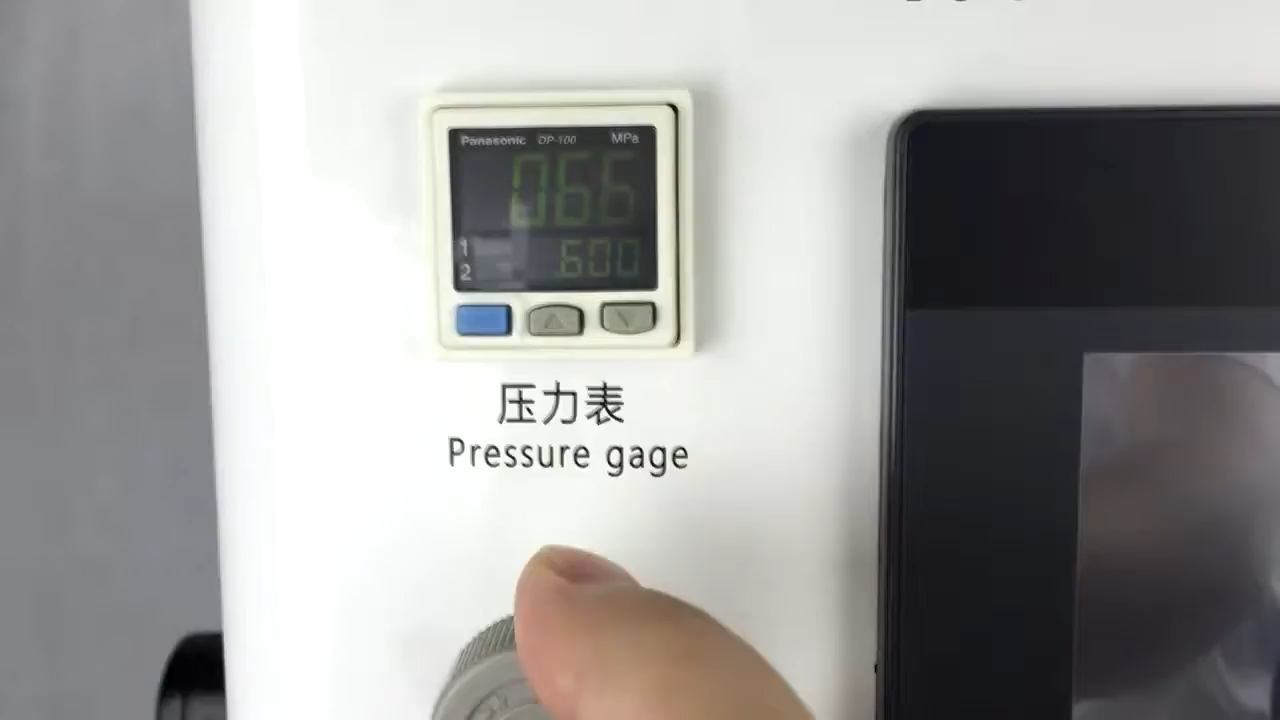 Panasonic DP-100 MPa
066
1
2 .600
压力表
Pressure gage